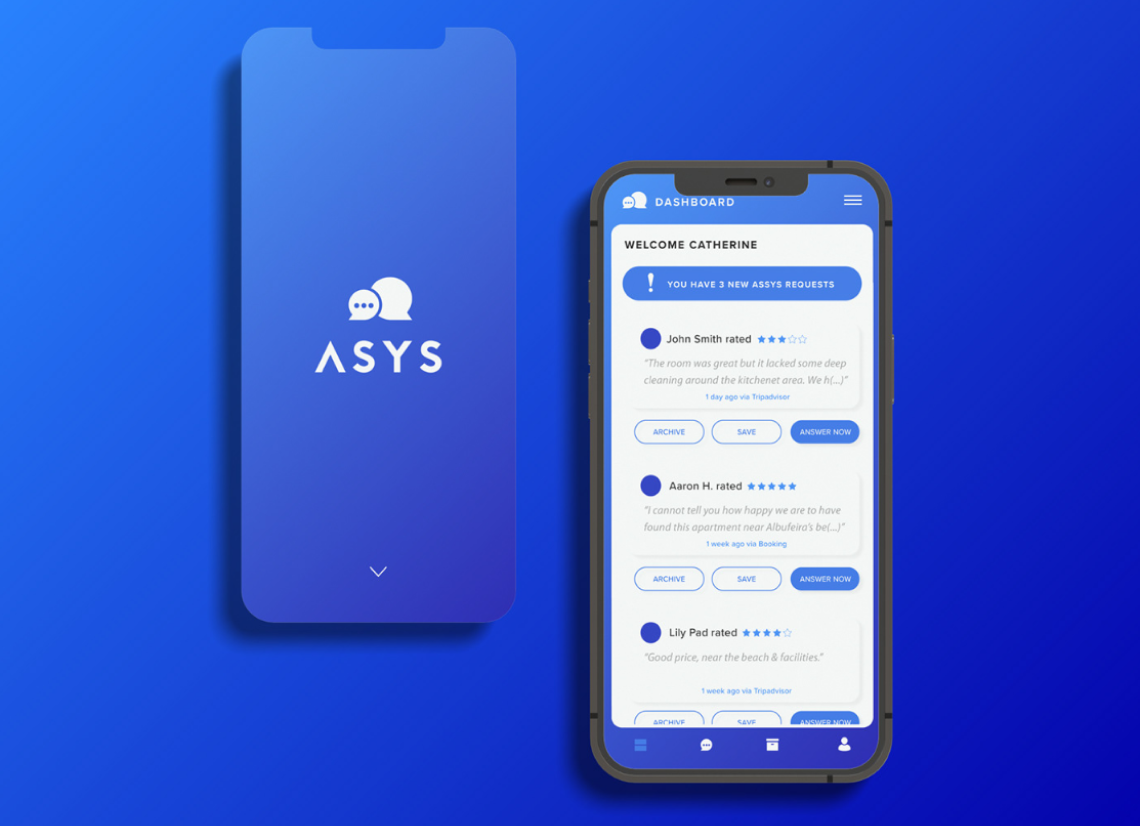 ASYS
DASHBOARD
WELCOME CATHERINE
YOU HAVE 3 NEW ASSYS REQUESTS
John Smith rated
"The room was great but it lacked some deep
cleaning around the kitchenet area. We h(...)"
1 day ago via Tripadvisor
ARCHIVE SAVE ANSWER NOW
Aaron H. rated
"I cannot tell you how happy we are to have
found this apartment near Albufeira's be(...)"
1 week ago via Booking
ARCHIVE SAVE ANSWER NOW
Lily Pad rated
"Good price, near the beach & facilities."
1 week ago via Tripadvisor
ARCHIVE SAVE ANSWER NOW